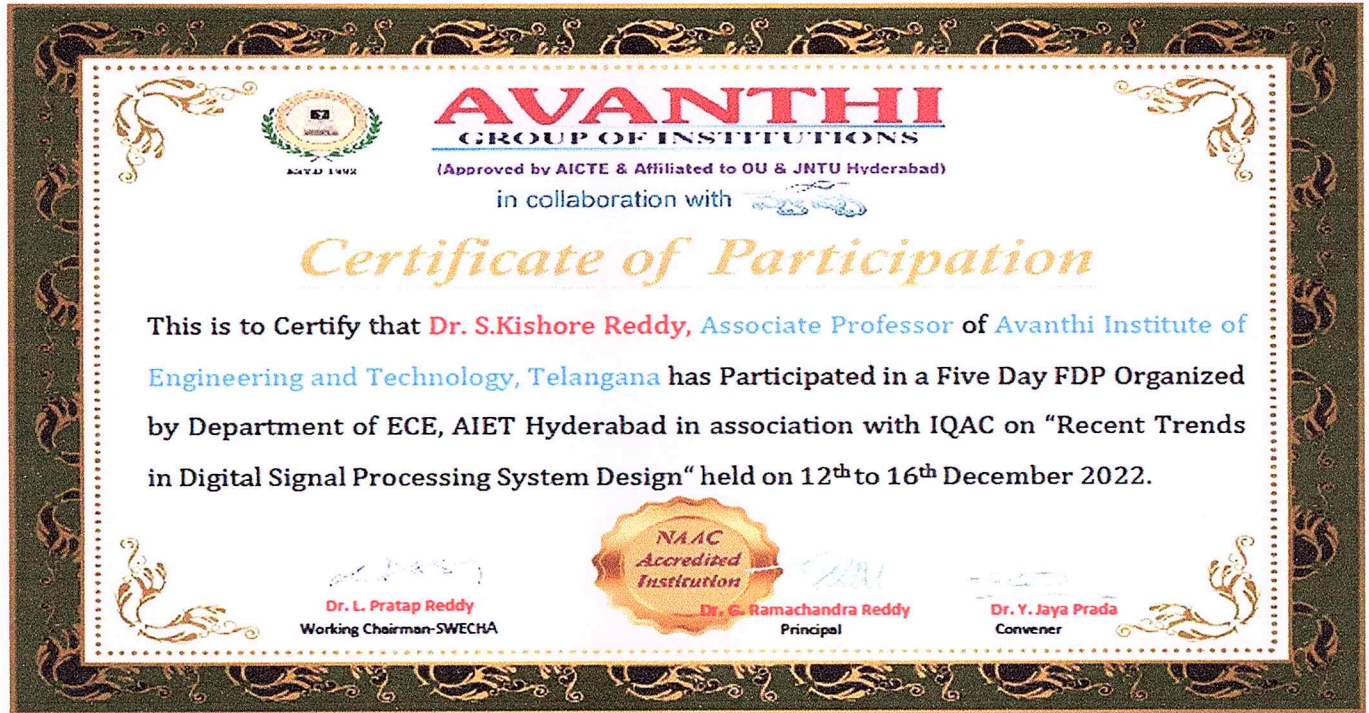 ESTD 1992
AVANTHI
GROUP OF INSTITUTIONS
(Approved by AICTE & Affiliated to OU & JNTU Hyderabad)
in collaboration with
Certificate of Participation
This is to Certify that Dr. S.Kishore Reddy, Associate Professor of Avanthi Institute of
Engineering and Technology, Telangana has Participated in a Five Day FDP Organized
by Department of ECE, AIET Hyderabad in association with IQAC on “Recent Trends
in Digital Signal Processing System Design“ held on 12th to 16th December 2022.
NAAC
Accredited
Institution
Dr. L. Pratap Reddy
Working Chairman-SWECHA
Dr. G. Ramachandra Reddy
Principal
Dr. Y. Jaya Prada
Convener